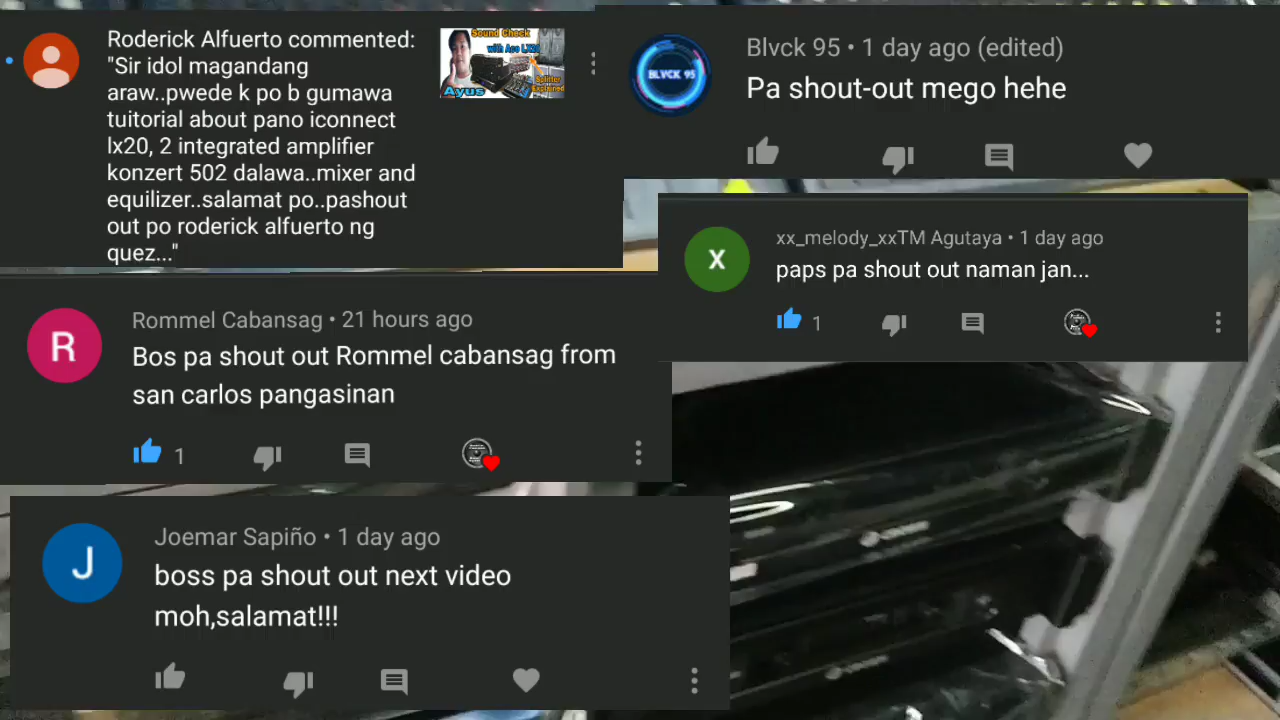 Roderick Alfuerto commented:
"Sir idol magandang
araw..pwede k po b gumawa
tuitorial about pano iconnect
lx20, 2 integrated amplifier
konzert 502 dalawa..mixer and
equilizer..salamat po..pashout
out po roderick alfuerto ng
quez..."
Sound Check
with Ace LX20
Splitter
Explained
Ayus
BLVCK 95
Blvck 95 • 1 day ago (edited)
Pa shout-out mego hehe
X
xx_melody_xxTM Agutaya • 1 day ago
paps pa shout out naman jan...
1
R
Rommel Cabansag • 21 hours ago
Bos pa shout out Rommel cabansag from
san carlos pangasinan
1
J
Joemar Sapiño • 1 day ago
boss pa shout out next video
moh,salamat!!!